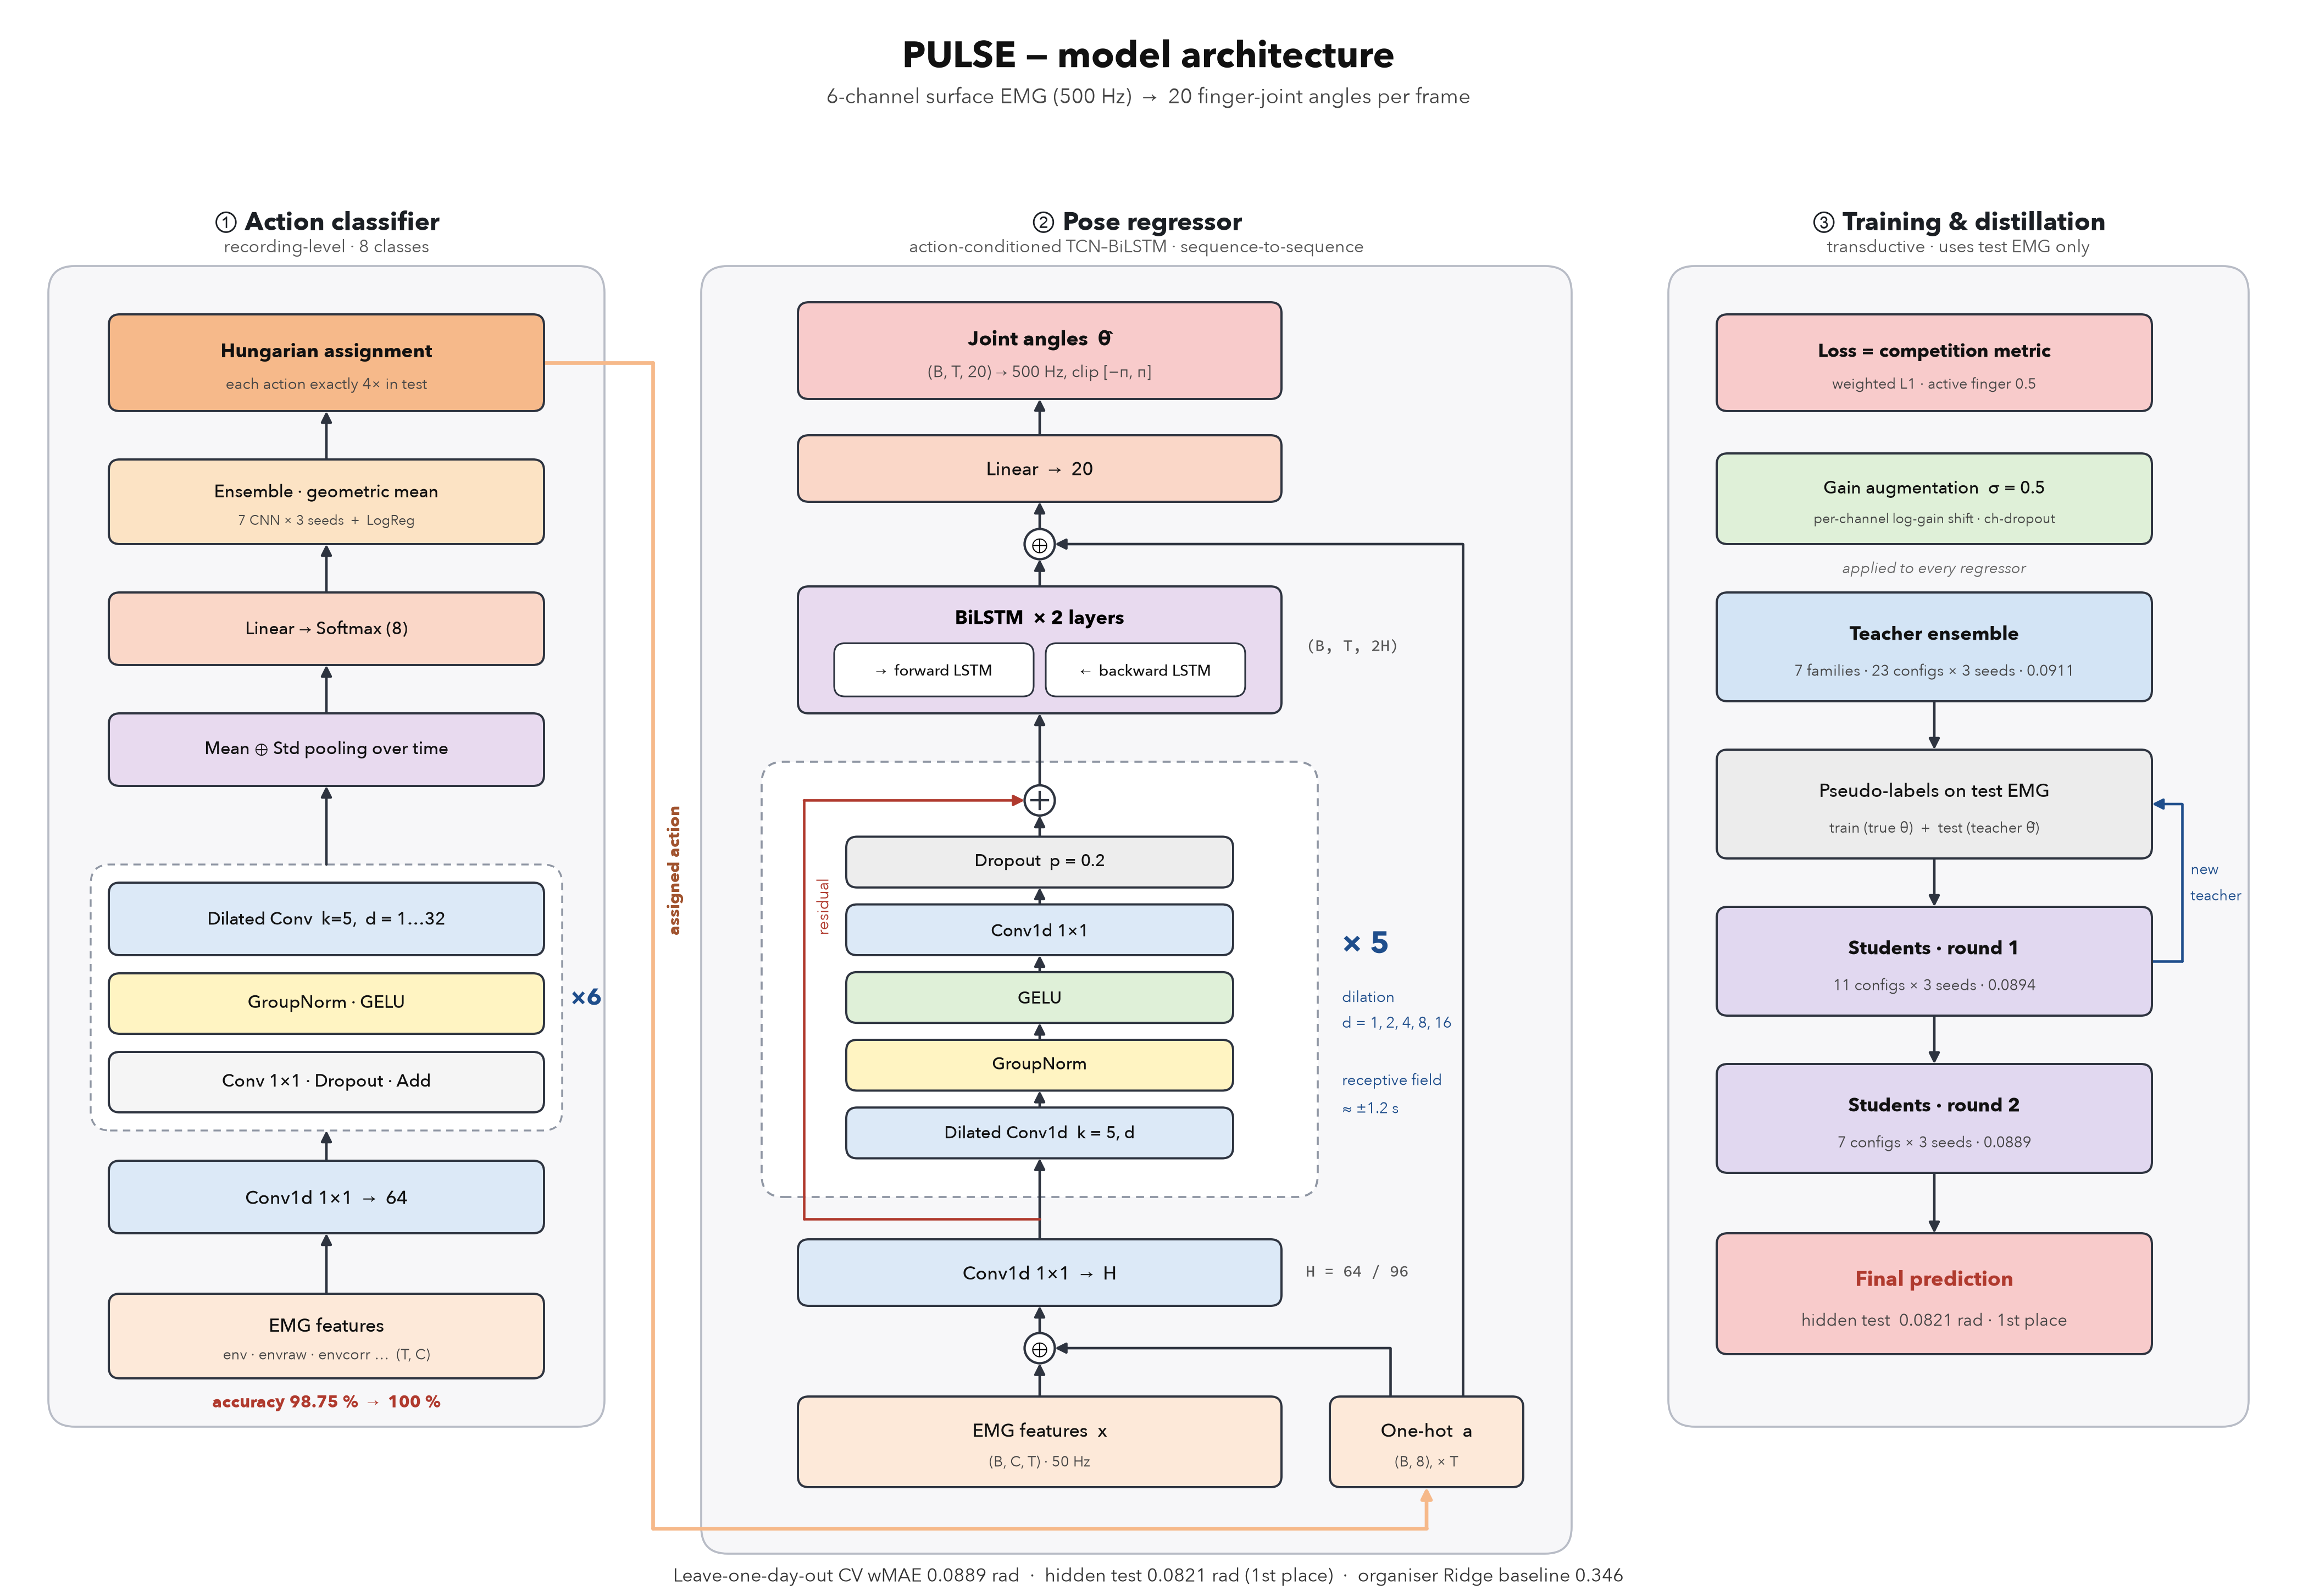 PULSE – model architecture
6-channel surface EMG (500 Hz) → 20 finger-joint angles per frame
① Action classifier
recording-level · 8 classes
Hungarian assignment
each action exactly 4× in test
Ensemble · geometric mean
7 CNN × 3 seeds + LogReg
Linear → Softmax (8)
Mean ⊕ Std pooling over time
Dilated Conv k=5, d = 1…32
GroupNorm · GELU
Conv 1×1 · Dropout · Add
×6
Conv1d 1×1 → 64
EMG features
env · envraw · envcorr … (T, C)
accuracy 98.75 % → 100 %
assigned action
② Pose regressor
action-conditioned TCN–BiLSTM · sequence-to-sequence
Joint angles θ̂
(B, T, 20) → 500 Hz, clip [−π, π]
Linear → 20
⊕
BiLSTM × 2 layers
→ forward LSTM
← backward LSTM
(B, T, 2H)
+
residual
Dropout p = 0.2
Conv1d 1×1
GELU
GroupNorm
Dilated Conv1d k = 5, d
× 5
dilation
d = 1, 2, 4, 8, 16
receptive field
≈ ±1.2 s
Conv1d 1×1 → H
H = 64 / 96
⊕
EMG features x
(B, C, T) · 50 Hz
One-hot a
(B, 8), × T
③ Training & distillation
transductive · uses test EMG only
Loss = competition metric
weighted L1 · active finger 0.5
Gain augmentation σ = 0.5
per-channel log-gain shift · ch-dropout
applied to every regressor
Teacher ensemble
7 families · 23 configs × 3 seeds · 0.0911
Pseudo-labels on test EMG
train (true θ) + test (teacher θ̂)
new
teacher
Students · round 1
11 configs × 3 seeds · 0.0894
Students · round 2
7 configs × 3 seeds · 0.0889
Final prediction
hidden test 0.0821 rad · 1st place
Leave-one-day-out CV wMAE 0.0889 rad · hidden test 0.0821 rad (1st place) · organiser Ridge baseline 0.346